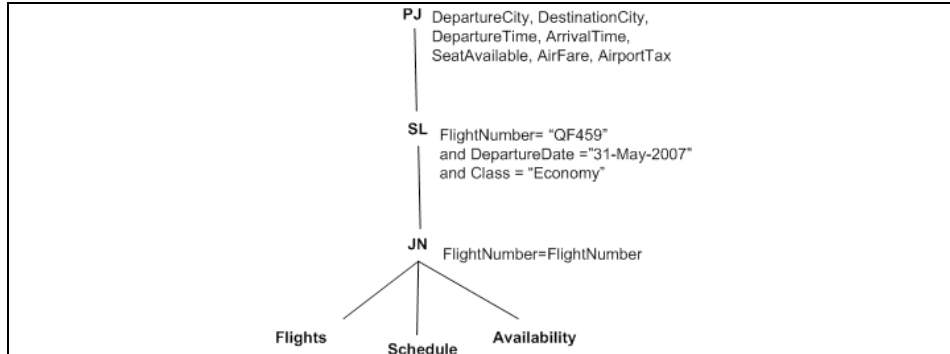 PJ DepartureCity, DestinationCity,
DepartureTime, ArrivalTime,
SeatAvailable, AirFare, AirportTax
SL FlightNumber= “QF459”
and DepartureDate =”31-May-2007”
and Class = “Economy”
JN FlightNumber=FlightNumber
Flights Schedule Availability